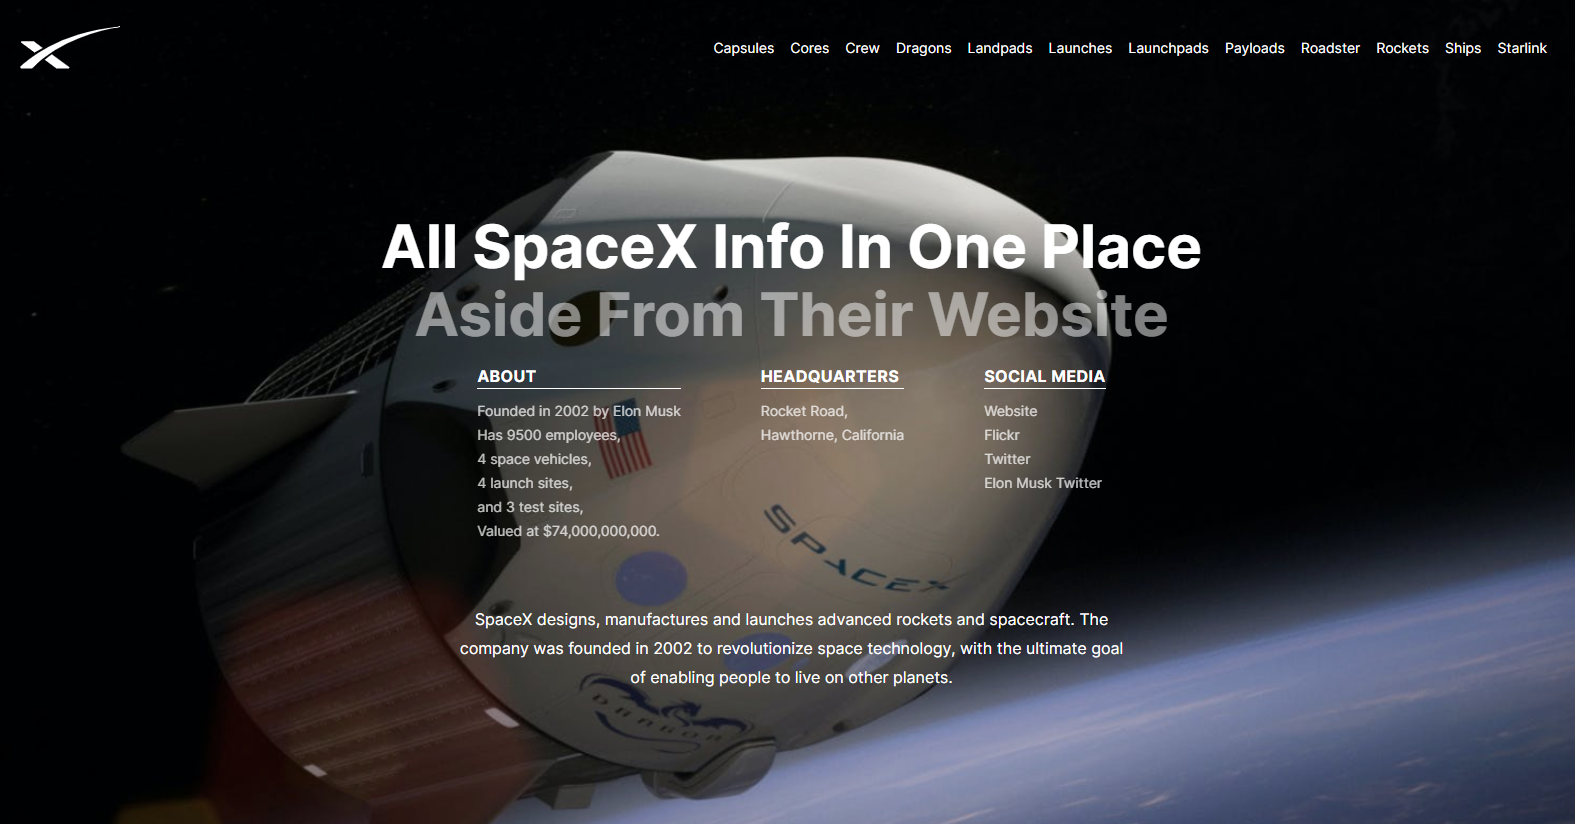 Capsules Cores Crew Dragons Landpads Launches Launchpads Payloads Roadster Rockets Ships Starlink
All SpaceX Info In One Place
Aside From Their Website
ABOUT
Founded in 2002 by Elon Musk
Has 9500 employees,
4 space vehicles,
4 launch sites,
and 3 test sites,
Valued at $74,000,000,000.
HEADQUARTERS
Rocket Road,
Hawthorne, California
SOCIAL MEDIA
Website
Flickr
Twitter
Elon Musk Twitter
SPACEX
SpaceX designs, manufactures and launches advanced rockets and spacecraft. The
company was founded in 2002 to revolutionize space technology, with the ultimate goal
of enabling people to live on other planets.
DRAGON